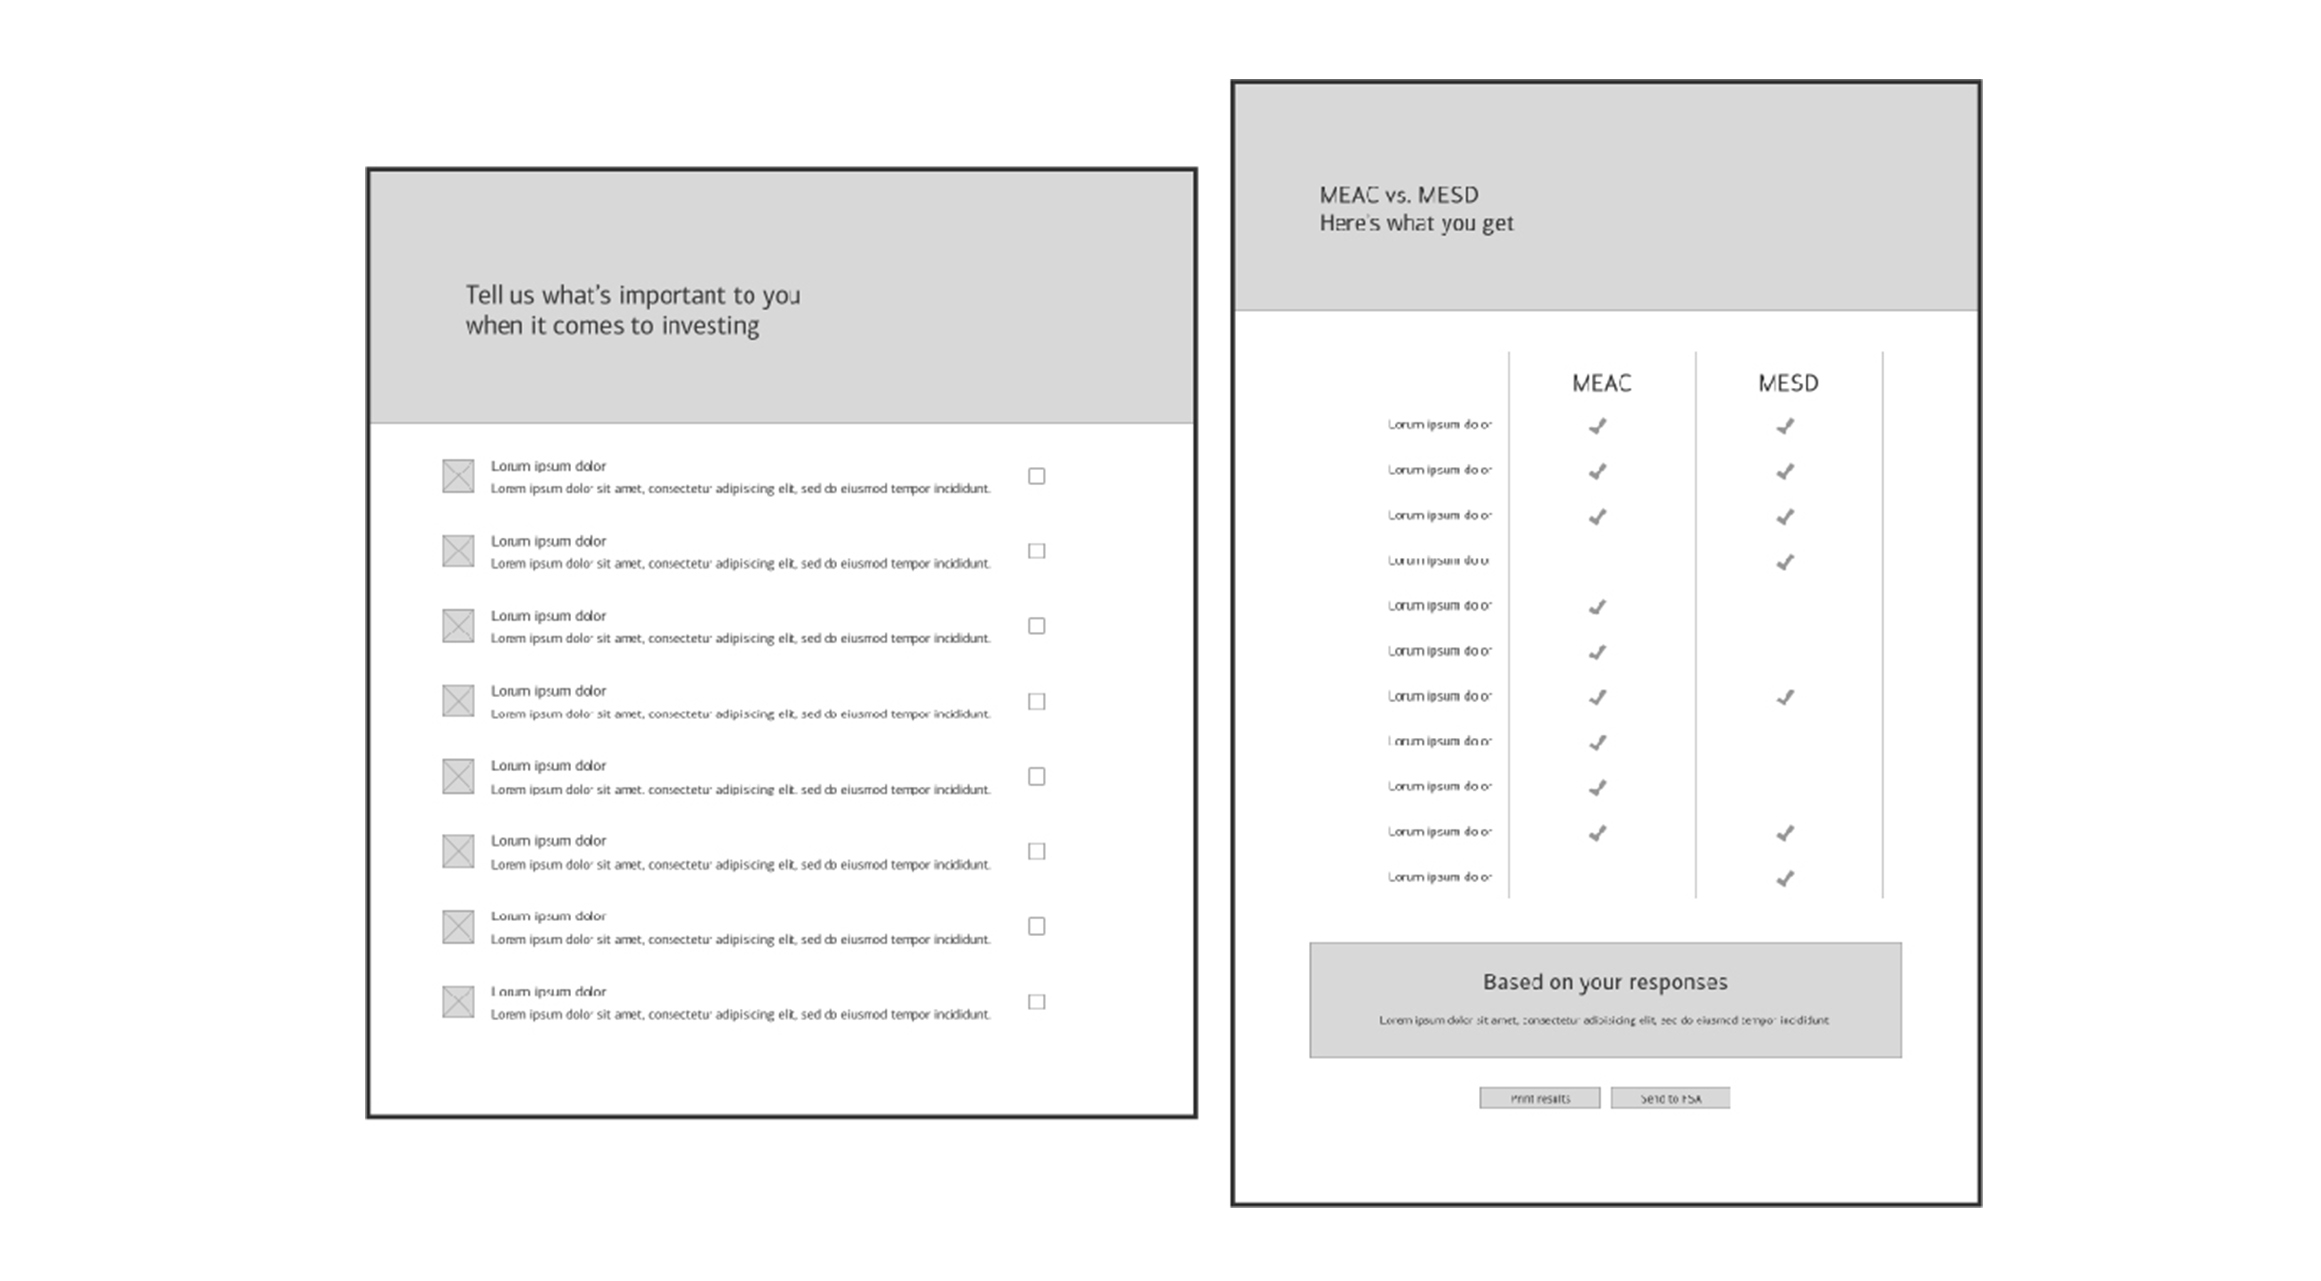 Tell us what's important to you
when it comes to investing
Lorum ipsum dolor
Lorem ipsum dolor sit amet, consectetur adipiscing elit, sed do eiusmod tempor incididunt.
Lorum ipsum dolor
Lorem ipsum dolor sit amet, consectetur adipiscing elit, sed do eiusmod tempor incididunt.
Lorum ipsum dolor
Lorem ipsum dolor sit amet, consectetur adipiscing elit, sed do eiusmod tempor incididunt.
Lorum ipsum dolor
Lorem ipsum dolor sit amet, consectetur adipiscing elit, sed do eiusmod tempor incididunt.
Lorum ipsum dolor
Lorem ipsum dolor sit amet, consectetur adipiscing elit, sed do eiusmod tempor incididunt.
Lorum ipsum dolor
Lorem ipsum dolor sit amet, consectetur adipiscing elit, sed do eiusmod tempor incididunt.
Lorum ipsum dolor
Lorem ipsum dolor sit amet, consectetur adipiscing elit, sed do eiusmod tempor incididunt.
Lorum ipsum dolor
Lorem ipsum dolor sit amet, consectetur adipiscing elit, sed do eiusmod tempor incididunt.
MEAC vs. MESD
Here's what you get
MEAC MESD
Lorum ipsum dolor
Lorum ipsum dolor
Lorum ipsum dolor
Lorum ipsum dolor
Lorum ipsum dolor
Lorum ipsum dolor
Lorum ipsum dolor
Lorum ipsum dolor
Lorum ipsum dolor
Lorum ipsum dolor
Lorum ipsum dolor
Based on your responses
Lorem ipsum dolor sit amet, consectetur adipisicing elit, sed do eiusmod tempor incididunt
Print results Send to FSA